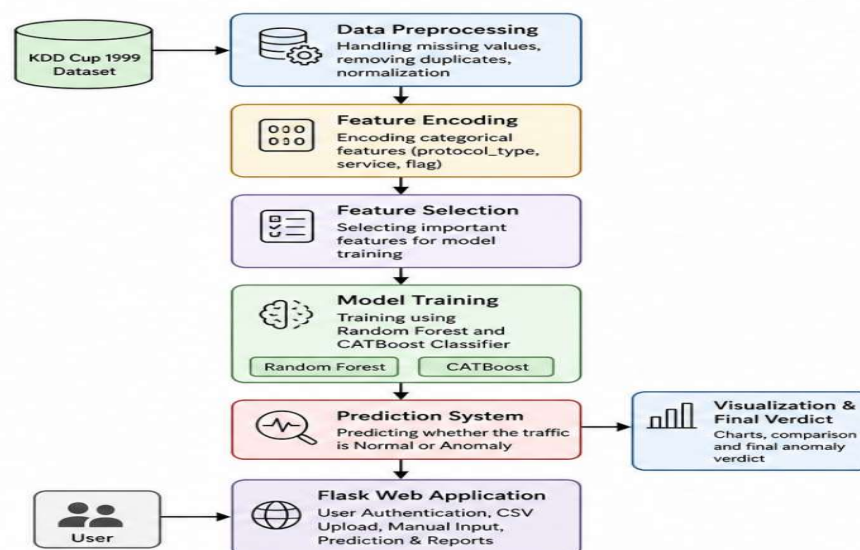 KDD Cup 1999
Dataset
Data Preprocessing
Handling missing values,
removing duplicates,
normalization
Feature Encoding
Encoding categorical
features (protocol_type,
service, flag)
Feature Selection
Selecting important
features for model
training
Model Training
Training using
Random Forest and
CATBoost Classifier
Random Forest
CATBoost
Prediction System
Predicting whether the traffic
is Normal or Anomaly
Visualization &
Final Verdict
Charts, comparison
and final anomaly
verdict
User
Flask Web Application
User Authentication, CSV
Upload, Manual Input,
Prediction & Reports